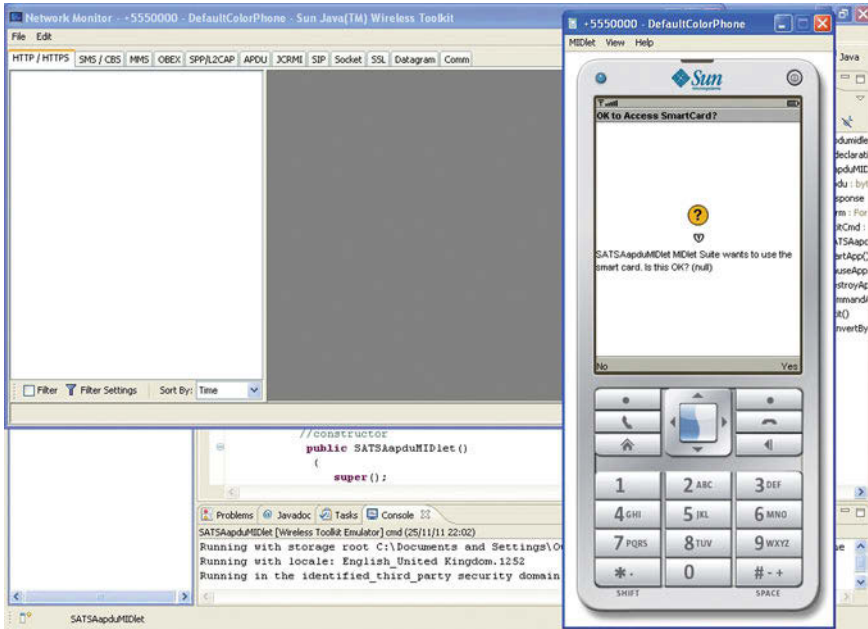 Network Monitor - +5550000 - DefaultColorPhone - Sun Java(TM) Wireless Toolkit
File Edit
HTTP / HTTPS SMS / CBS MMS OBEX SPP/L2CAP APDU JCRMI SIP Socket SSL Datagram Comm
Filter Filter Settings Sort By: Time
+5550000 - DefaultColorPhone
MIDlet View Help
Sun
OK to Access SmartCard?
?
SATSAapduMIDlet MIDlet Suite wants to use the
smart card. Is this OK? (null)
No Yes
1 2 ABC 3 DEF
4 GHI 5 JKL 6 MNO
7 PQRS 8 TUV 9 WXYZ
* . 0 # - +
SHIFT SPACE
Java
//constructor
public SATSAapduMIDlet()
(
super();
Problems Javadoc Tasks Console
SATSAapduMIDlet [Wireless Toolkit Emulator] cmd (25/11/11 22:02)
Running with storage root C:\Documents and Settings\O
Running with locale: English_United Kingdom.1252
Running in the identified_third_party security domain
SATSAapduMIDlet